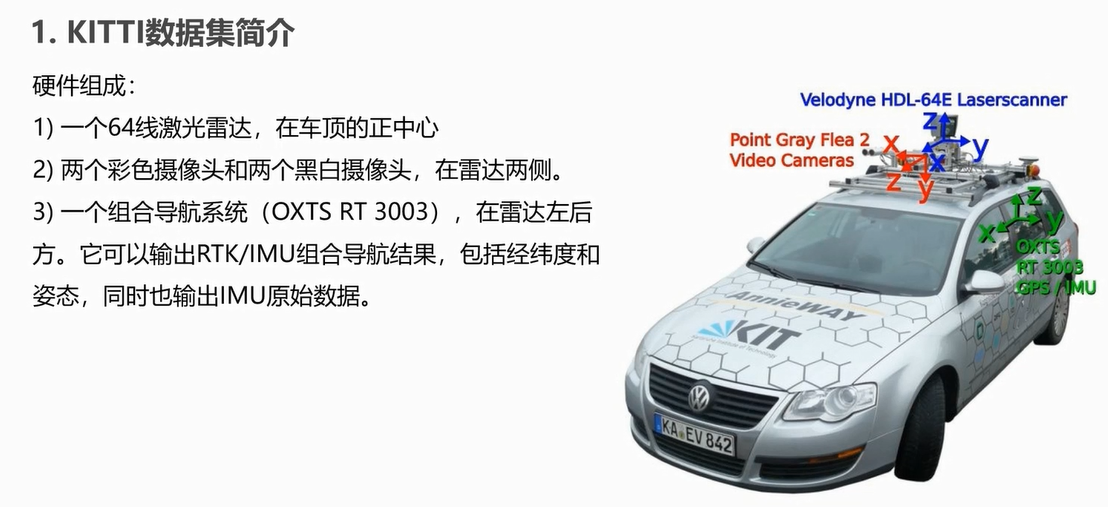 1. KITTI数据集简介
硬件组成：
1) 一个64线激光雷达，在车顶的正中心
2) 两个彩色摄像头和两个黑白摄像头，在雷达两侧。
3) 一个组合导航系统（OXTS RT 3003），在雷达左后
方。它可以输出RTK/IMU组合导航结果，包括经纬度和
姿态，同时也输出IMU原始数据。
Velodyne HDL-64E Laserscanner
Point Gray Flea 2
Video Cameras
z
y
x
x
z
y
z
y
x
OXTS
RT 3003
GPS / IMU
AnnieWAY
KIT
KA EV 842